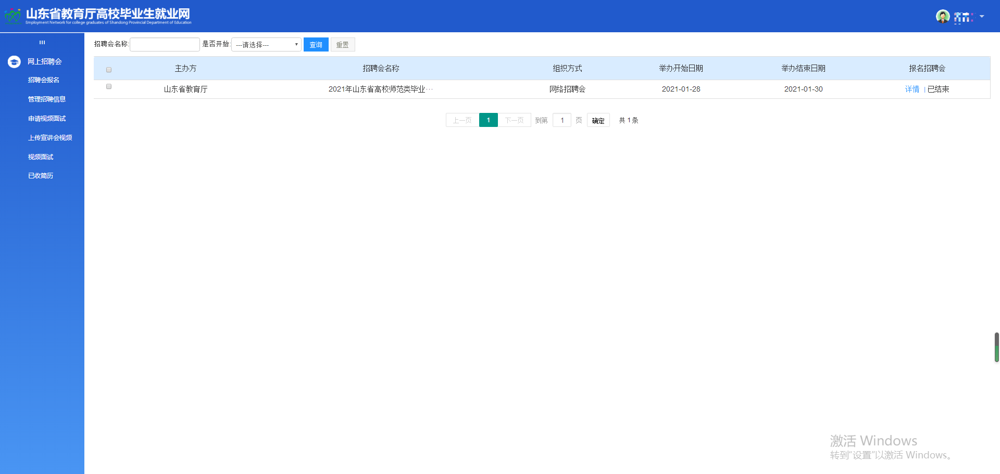 山东省教育厅高校毕业生就业网
Employment Network for college graduates of Shandong Provincial Department of Education
网上招聘会
招聘会报名
管理招聘信息
申请视频面试
上传宣讲会视频
视频面试
已收简历
招聘会名称: 是否开始: ---请选择--- 查询 重置
主办方 招聘会名称 组织方式 举办开始日期 举办结束日期 报名招聘会
山东省教育厅 2021年山东省高校师范类毕业··· 网络招聘会 2021-01-28 2021-01-30 详情 | 已结束
上一页 1 下一页 到第 1 页 确定 共 1 条
激活 Windows
转到“设置”以激活 Windows。